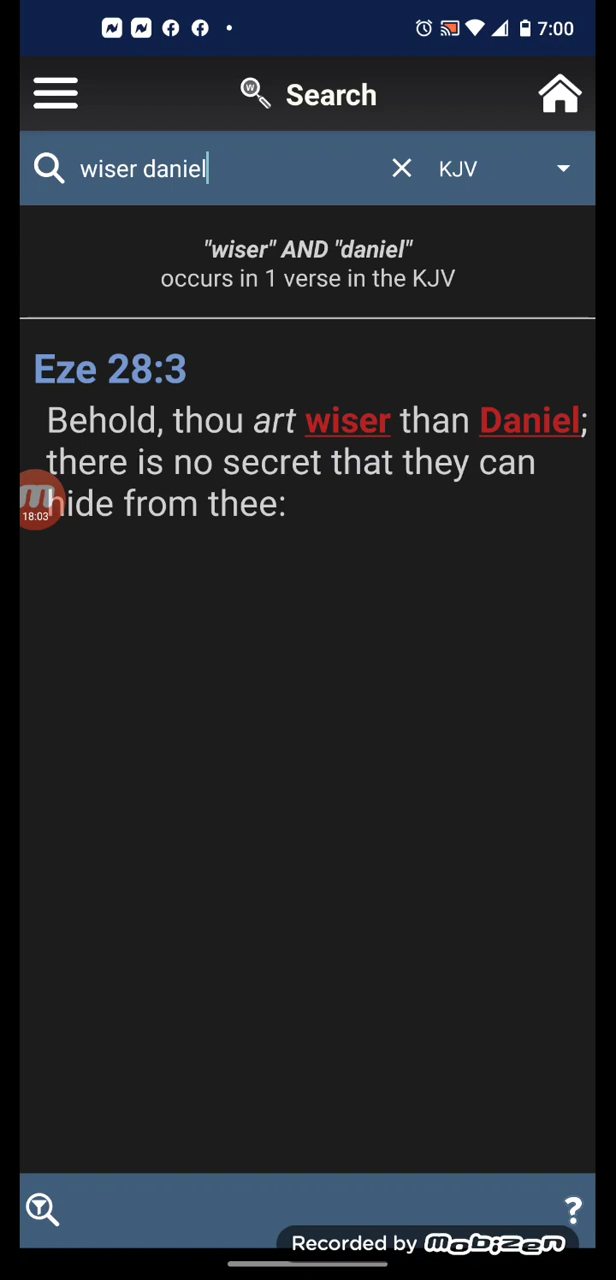 7:00
Search
wiser daniel
KJV
"wiser" AND "daniel"
occurs in 1 verse in the KJV
Eze 28:3
Behold, thou art wiser than Daniel;
there is no secret that they can
hide from thee:
18:03
?
Recorded by mobizen